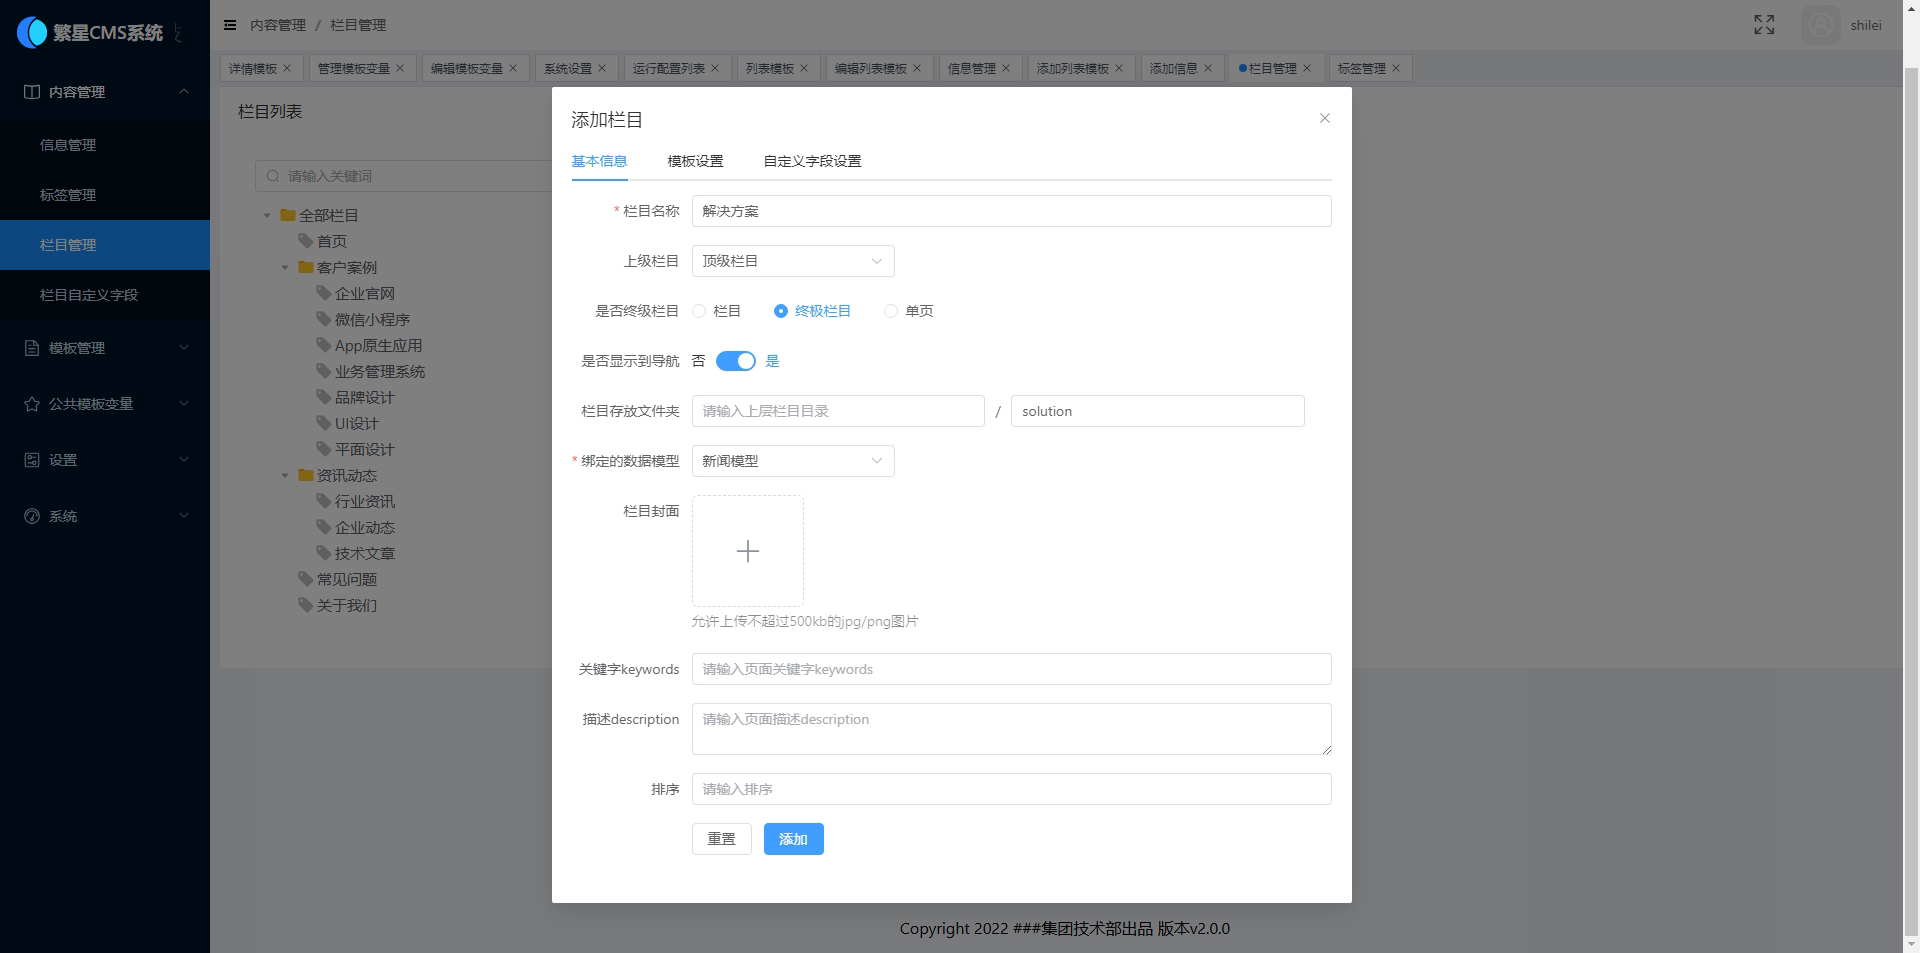 繁星CMS系统
内容管理 / 栏目管理
shilei
详情模板 管理模板变量 编辑模板变量 系统设置 运行配置列表 列表模板 编辑列表模板 信息管理 添加列表模板 添加信息 栏目管理 标签管理
内容管理
信息管理
标签管理
栏目管理
栏目自定义字段
模板管理
公共模板变量
设置
系统
栏目列表
请输入关键词
全部栏目
首页
客户案例
企业官网
微信小程序
App原生应用
业务管理系统
品牌设计
UI设计
平面设计
资讯动态
行业资讯
企业动态
技术文章
常见问题
关于我们
添加栏目
基本信息 模板设置 自定义字段设置
* 栏目名称 解决方案
上级栏目 顶级栏目
是否终级栏目 栏目 终极栏目 单页
是否显示到导航 否 是
栏目存放文件夹 请输入上层栏目目录 / solution
* 绑定的数据模型 新闻模型
栏目封面
允许上传不超过500kb的jpg/png图片
关键字keywords 请输入页面关键字keywords
描述description 请输入页面描述description
排序 请输入排序
重置 添加
Copyright 2022 ###集团技术部出品 版本v2.0.0